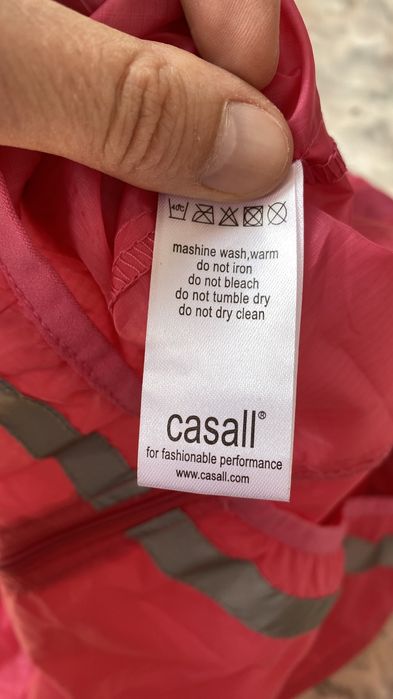 40C
mashine wash,warm
do not iron
do not bleach
do not tumble dry
do not dry clean
casall®
for fashionable performance
www.casall.com